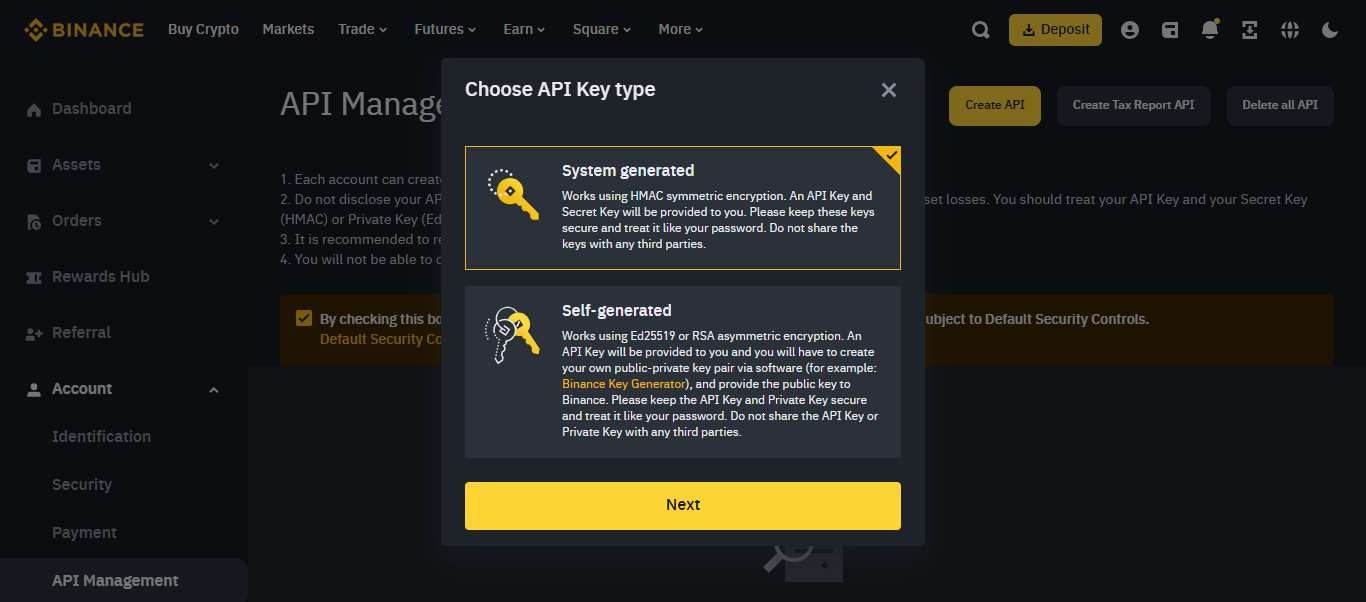 BINANCE
Buy Crypto
Markets
Trade
Futures
Earn
Square
More
Deposit
Dashboard
Assets
Orders
Rewards Hub
Referral
Account
Identification
Security
Payment
API Management
API Manage
Create API
Create Tax Report API
Delete all API
1. Each account can create
2. Do not disclose your AP
set losses. You should treat your API Key and your Secret Key
(HMAC) or Private Key (Ed
3. It is recommended to re
4. You will not be able to
By checking this bo
ubject to Default Security Controls.
Default Security Co
Choose API Key type
System generated
Works using HMAC symmetric encryption. An API Key and
Secret Key will be provided to you. Please keep these keys
secure and treat it like your password. Do not share the
keys with any third parties.
Self-generated
Works using Ed25519 or RSA asymmetric encryption. An
API Key will be provided to you and you will have to create
your own public-private key pair via software (for example:
Binance Key Generator), and provide the public key to
Binance. Please keep the API Key and Private Key secure
and treat it like your password. Do not share the API Key or
Private Key with any third parties.
Next